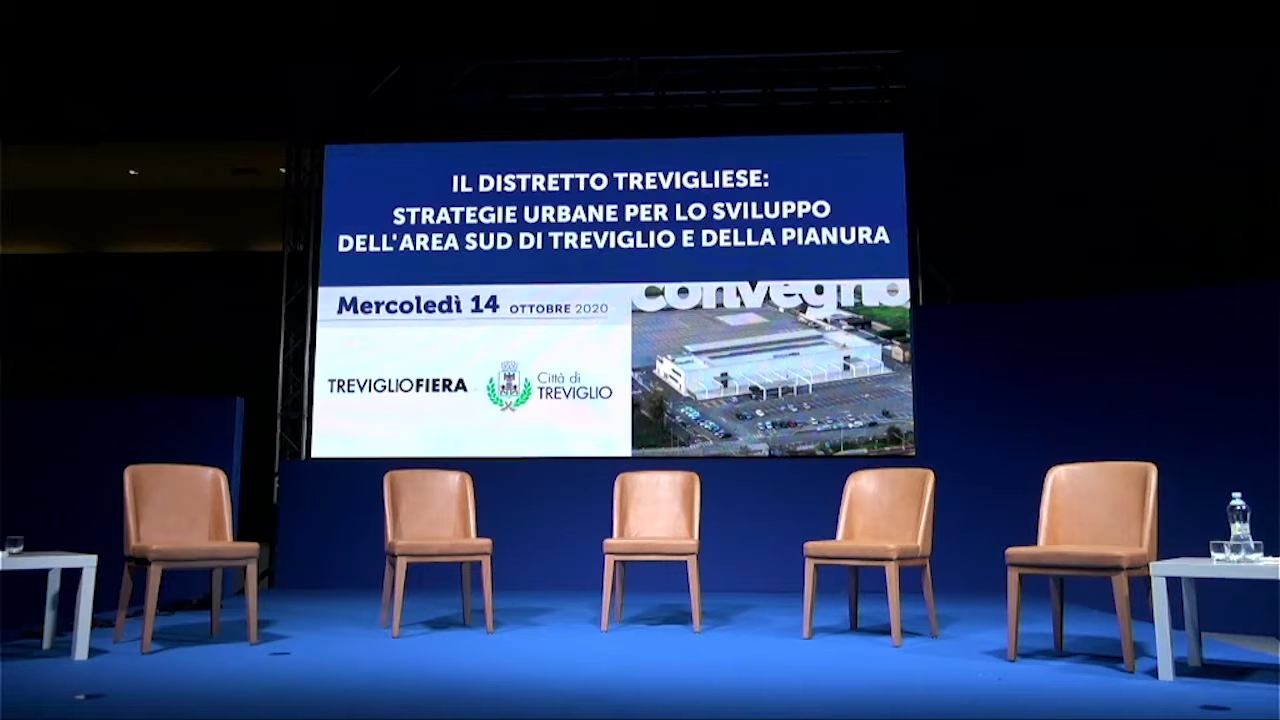 IL DISTRETTO TREVIGLIESE:
STRATEGIE URBANE PER LO SVILUPPO
DELL'AREA SUD DI TREVIGLIO E DELLA PIANURA
Mercoledì 14 OTTOBRE 2020
convegno
TREVIGLIOFIERA
Città di
TREVIGLIO